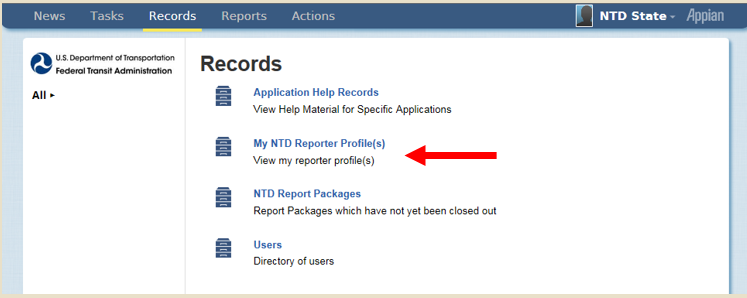 News Tasks Records Reports Actions NTD State Appian
U.S. Department of Transportation
Federal Transit Administration
All
Records
Application Help Records
View Help Material for Specific Applications
My NTD Reporter Profile(s)
View my reporter profile(s)
NTD Report Packages
Report Packages which have not yet been closed out
Users
Directory of users